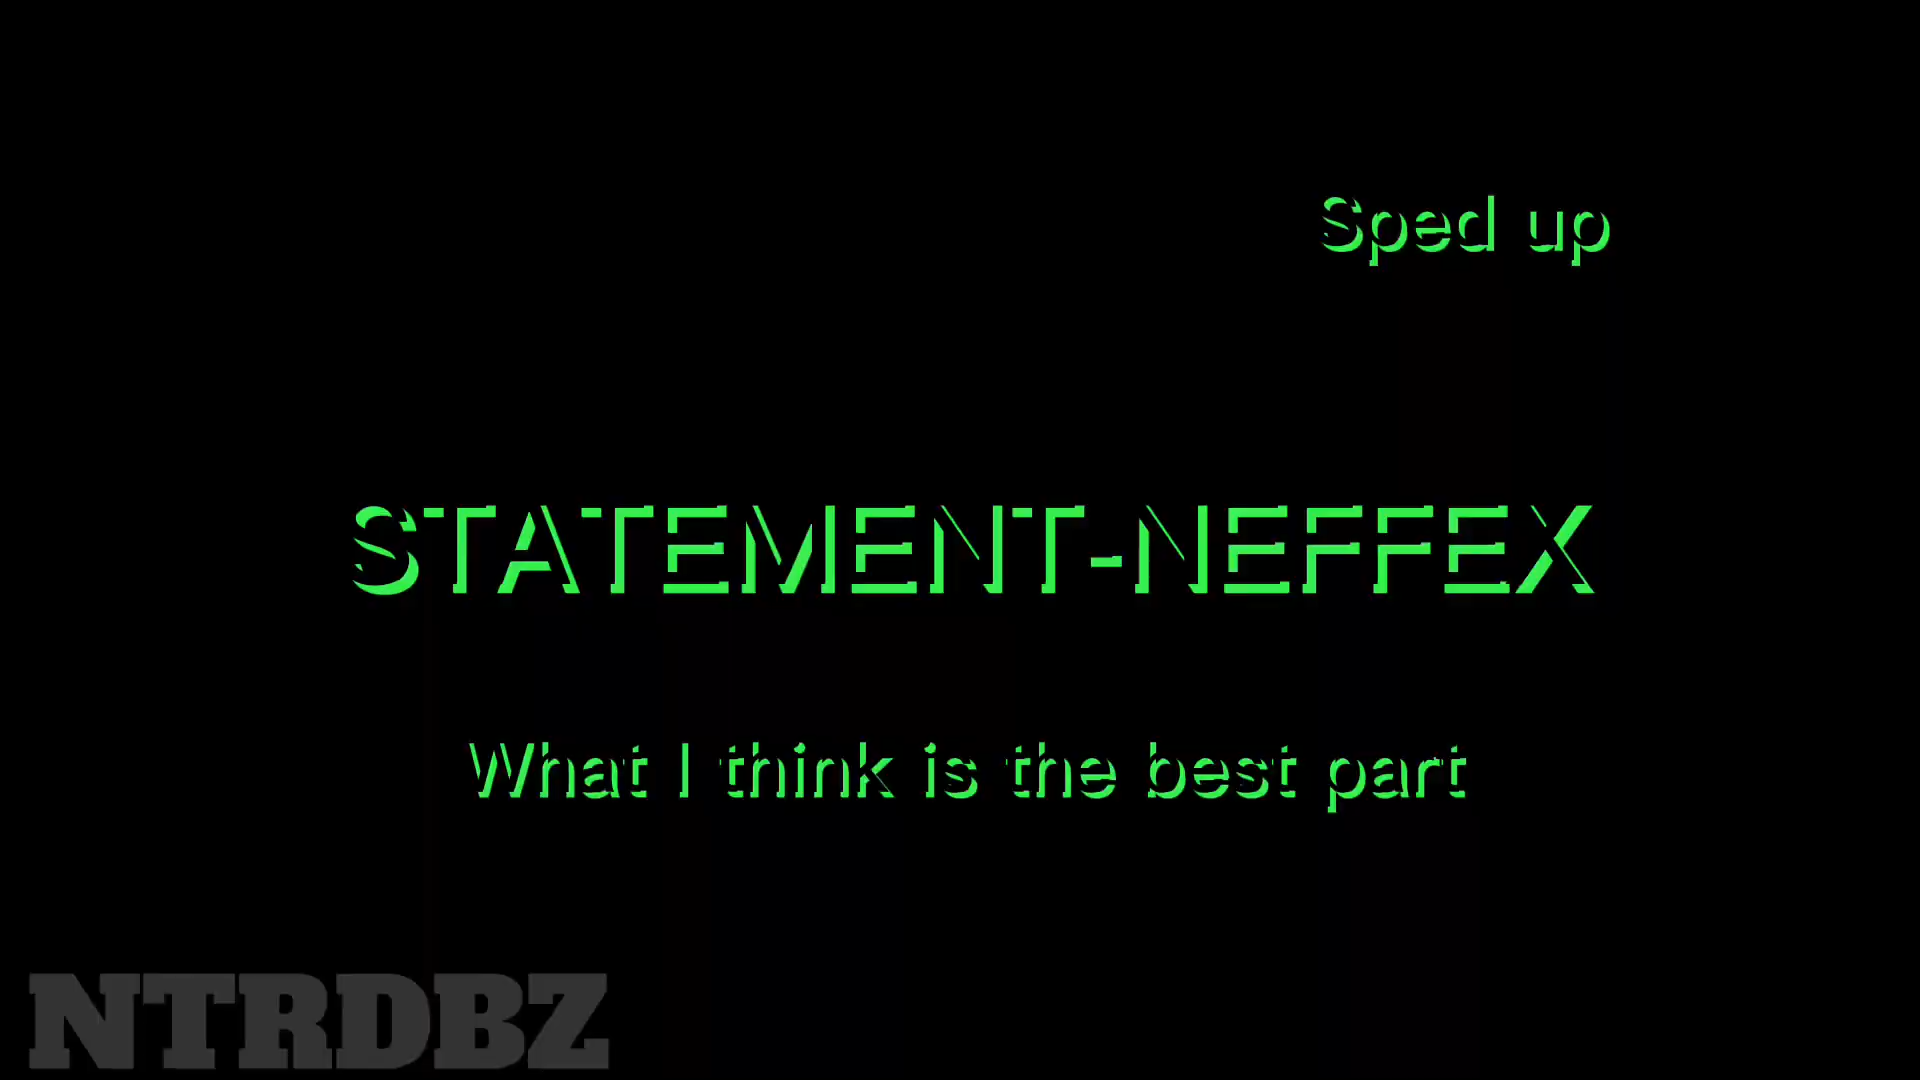 Sped up
STATEMENT-NEFFEX
What I think is the best part
NTRDBZ